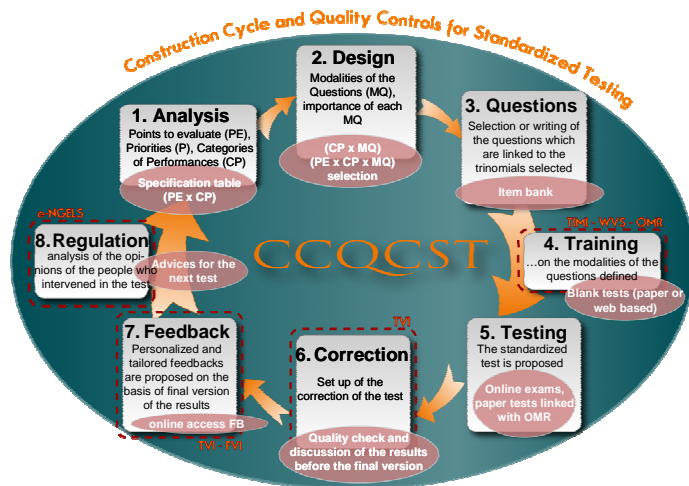 Construction Cycle and Quality Controls for Standardized Testing
1. Analysis
Points to evaluate (PE),
Priorities (P), Categories
of Performances (CP)
Specification table
(PE x CP)
2. Design
Modalities of the
Questions (MQ),
importance of each
MQ
(CP x MQ)
(PE x CP x MQ)
selection
3. Questions
Selection or writing of
the questions which
are linked to the
trinomials selected
Item bank
TIMI - WVS - OMR
4. Training
...on the modalities of the
questions defined
Blank tests (paper or
web based)
5. Testing
The standardized
test is proposed
Online exams,
paper tests linked
with OMR
TVI
6. Correction
Set up of the
correction of the test
Quality check and
discussion of the results
before the final version
7. Feedback
Personalized and
tailored feedbacks
are proposed on the
basis of final version
of the results
online access FB
TVI - EVI
e-NGELS
8. Regulation
analysis of the opi-
nions of the people who
intervened in the test
Advices for the
next test
CCQCST